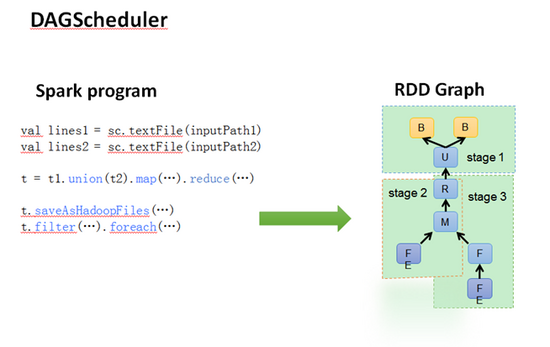 DAGScheduler
Spark program
val lines1 = sc.textFile(inputPath1)
val lines2 = sc.textFile(inputPath2)
t = t1.union(t2).map(…).reduce(…)
t.saveAsHadoopFiles(…)
t.filter(…).foreach(…)
RDD Graph
B
B
U
stage 1
stage 2
R
stage 3
M
F
E
F
F
E